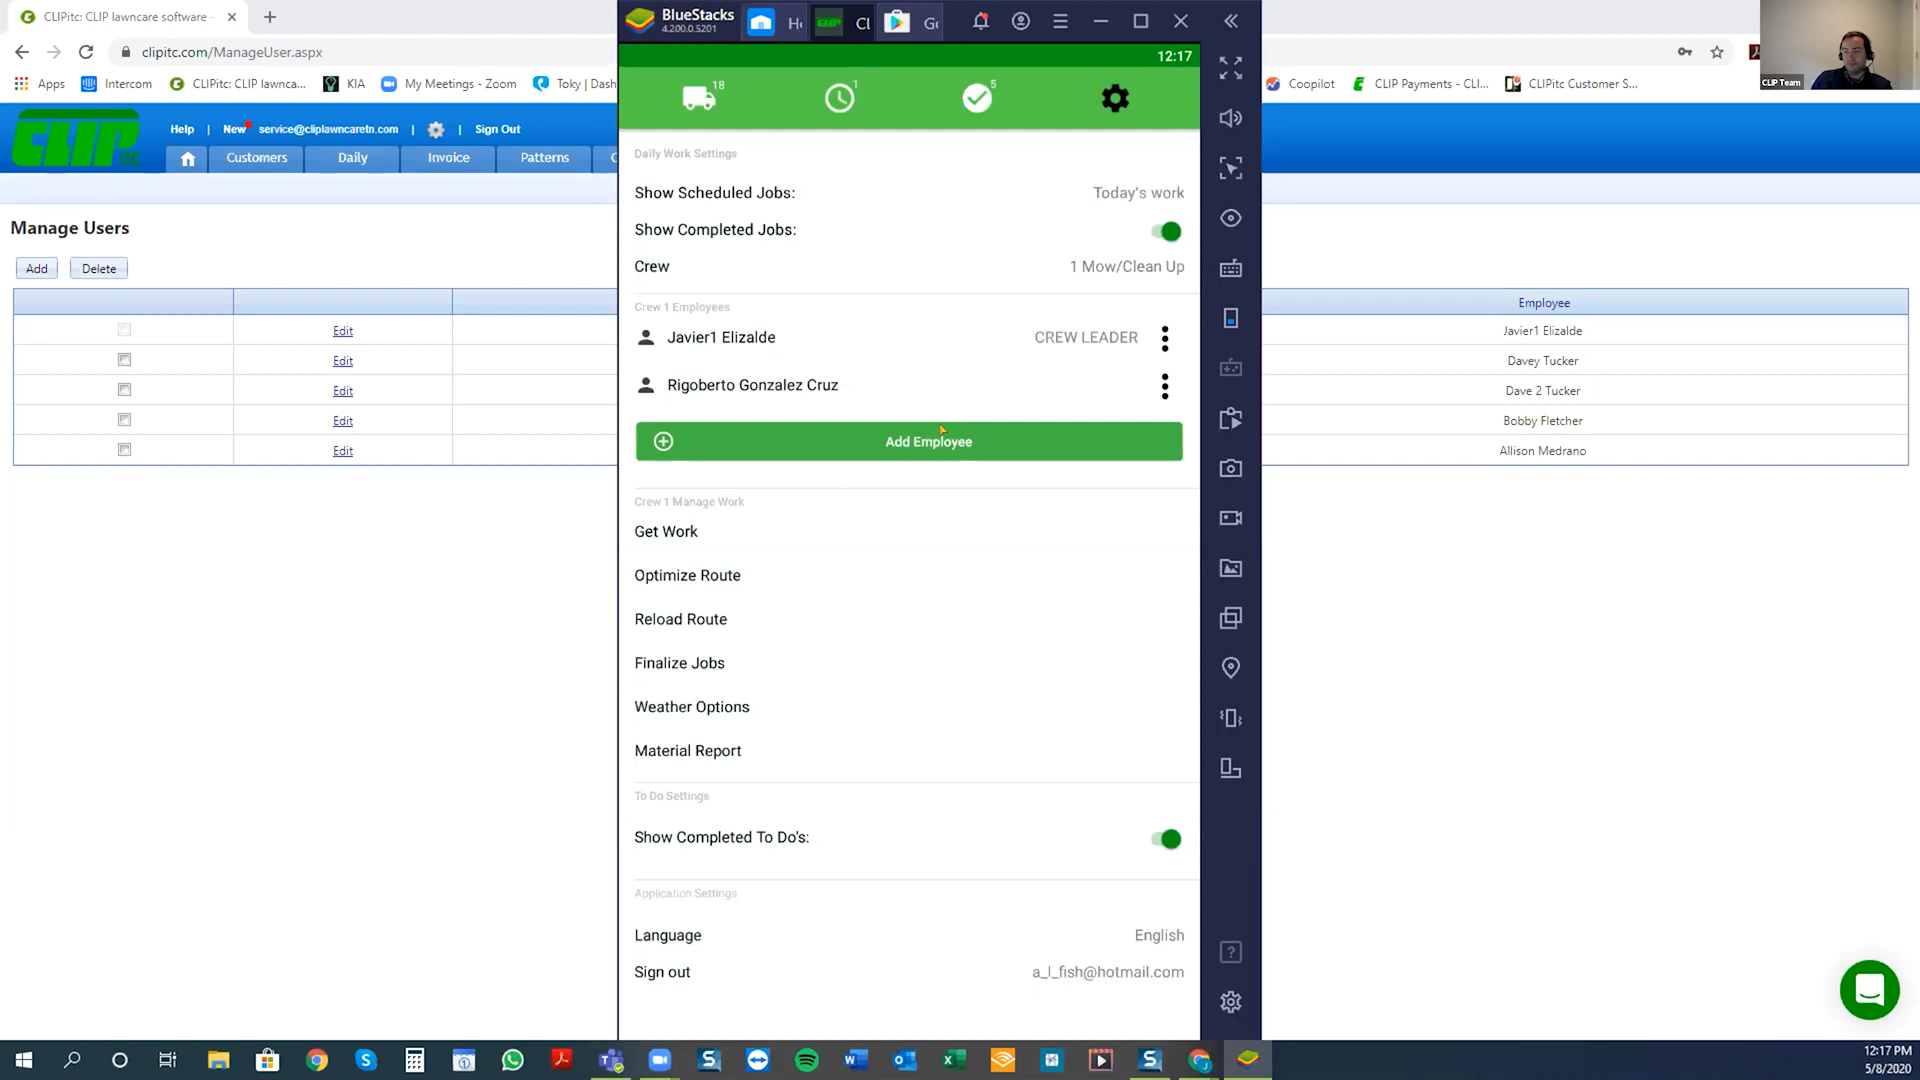 CLIPitc: CLIP lawncare software -
clipitc.com/ManageUser.aspx
Apps
Intercom
CLIPitc: CLIP lawnca...
KIA
My Meetings - Zoom
Toky | Dash
Coopilot
CLIP Payments - CLI...
CLIPitc Customer S...
CLIP Team
CLIP
ITC
Help
New
service@cliplawncaretn.com
Sign Out
Customers
Daily
Invoice
Patterns
Manage Users
Add
Delete
Employee
Edit
Javier1 Elizalde
Edit
Davey Tucker
Edit
Dave 2 Tucker
Edit
Bobby Fletcher
Edit
Allison Medrano
BlueStacks
4.200.0.5201
CLIP
12:17
18
1
5
Daily Work Settings
Show Scheduled Jobs:
Today's work
Show Completed Jobs:
Crew
1 Mow/Clean Up
Crew 1 Employees
Javier1 Elizalde
CREW LEADER
Rigoberto Gonzalez Cruz
Add Employee
Crew 1 Manage Work
Get Work
Optimize Route
Reload Route
Finalize Jobs
Weather Options
Material Report
To Do Settings
Show Completed To Do's:
Application Settings
Language
English
Sign out
a_l_fish@hotmail.com
12:17 PM
5/8/2020